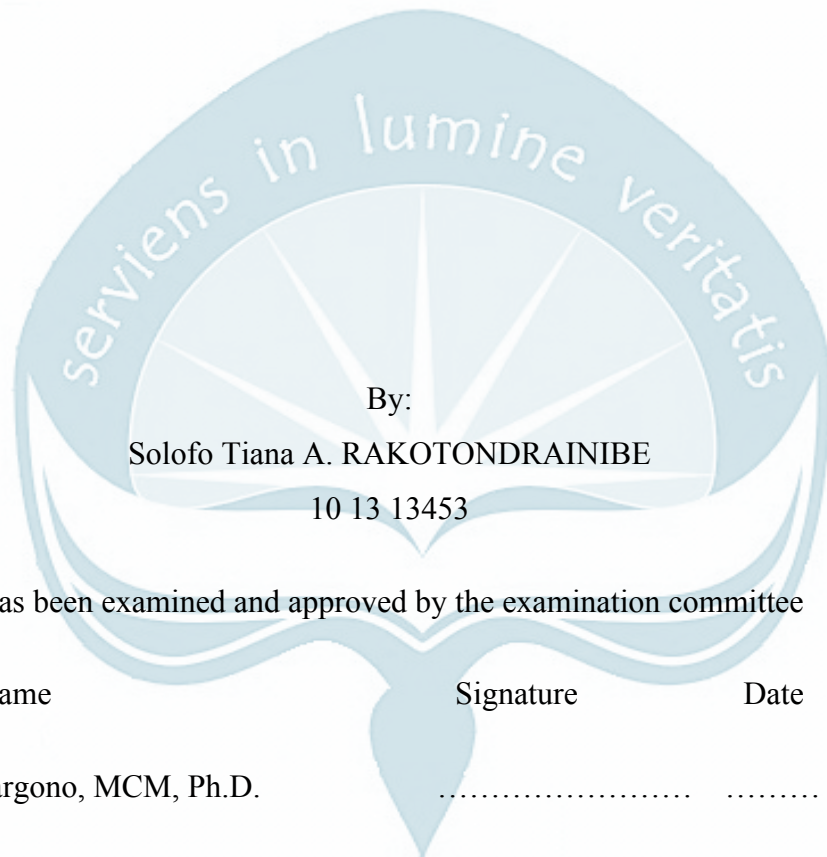 serviens in lumine veritatis
By:
Solofo Tiana A. RAKOTONDRAINIBE
10 13 13453
as been examined and approved by the examination committee
ame Signature Date
argono, MCM, Ph.D. …………………… ………